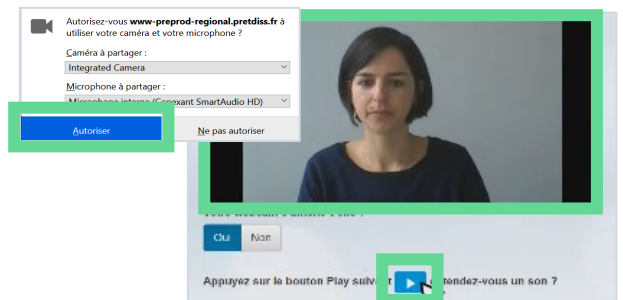 Autorisez-vous www-preprod-regional.pretdiss.fr à
utiliser votre caméra et votre microphone ?
Caméra à partager :
Integrated Camera
Microphone à partager :
Microphone interne (Conexant SmartAudio HD)
Autoriser
Ne pas autoriser
Oui Non
Appuyez sur le bouton Play suivant entendez-vous un son ?